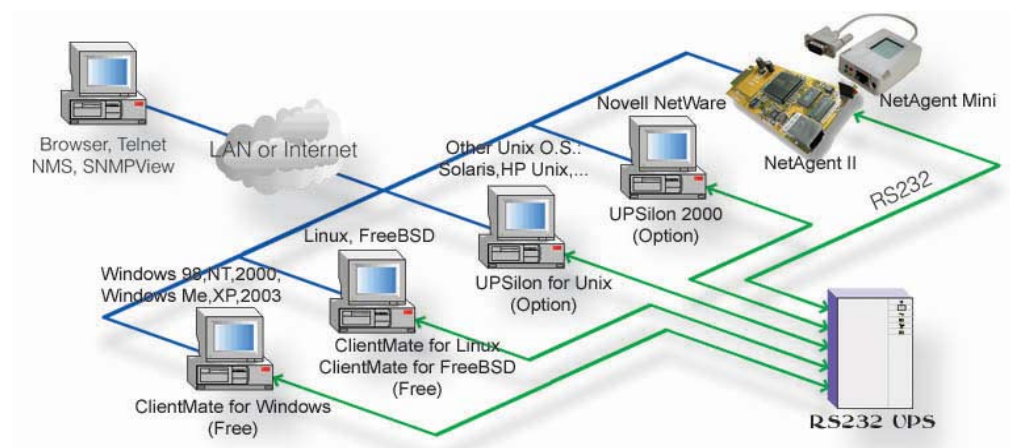 Browser, Telnet
NMS, SNMPView
LAN or Internet
Novell NetWare
NetAgent Mini
NetAgent II
Other Unix O.S.:
Solaris,HP Unix,...
UPSilon 2000
(Option)
RS232
Linux, FreeBSD
UPSilon for Unix
(Option)
Windows 98,NT,2000,
Windows Me,XP,2003
ClientMate for Linux
ClientMate for FreeBSD
(Free)
ClientMate for Windows
(Free)
RS232 UPS